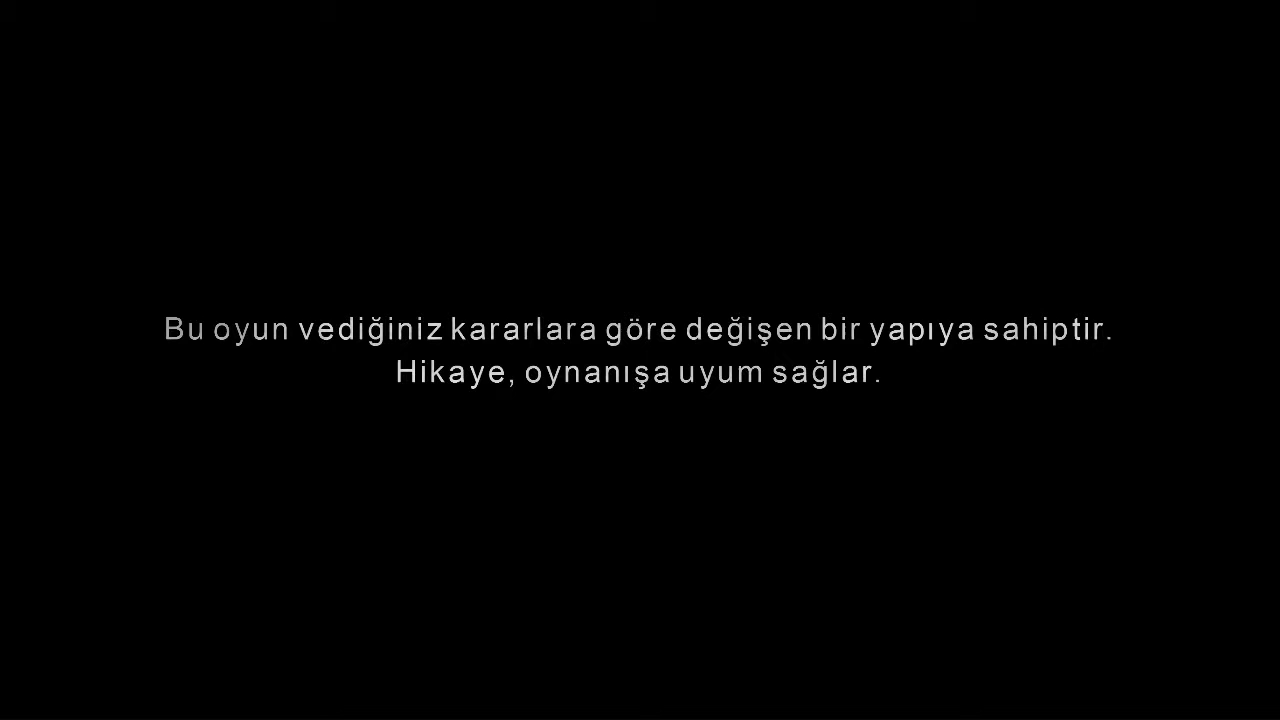 Bu oyun vediğiniz kararlara göre değişen bir yapıya sahiptir.
Hikaye, oynanışa uyum sağlar.